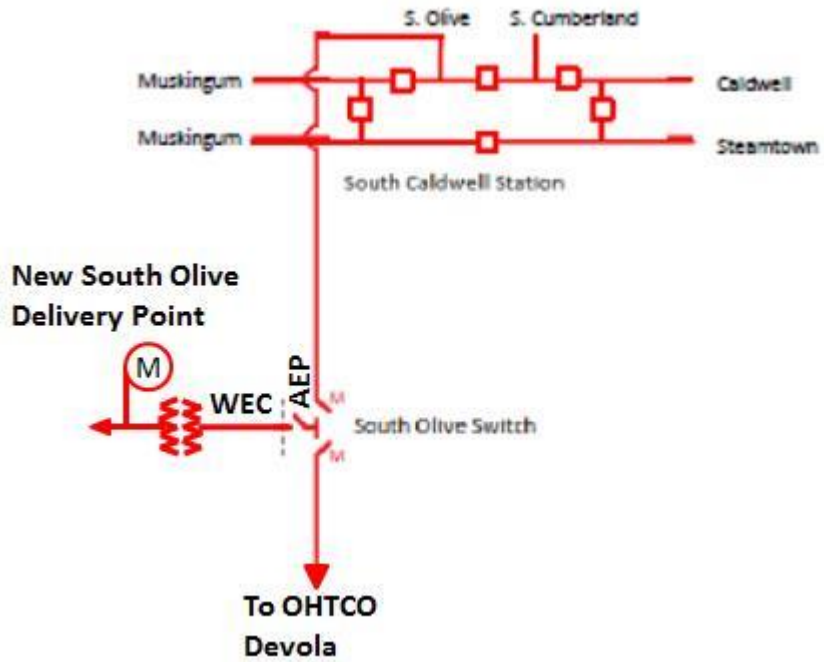 S. Olive
S. Cumberland
Muskingum
Caldwell
Muskingum
Steamtown
South Caldwell Station
New South Olive
Delivery Point
M
WEC
AEP
M
South Olive Switch
M
To OHTCO
Devola